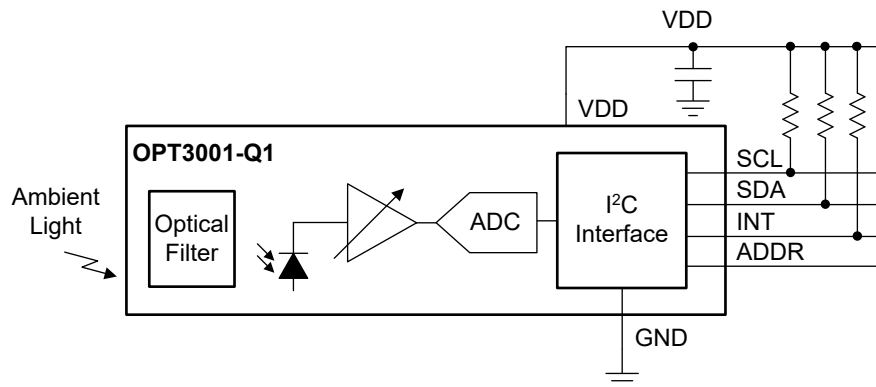 VDD
VDD
OPT3001-Q1
Ambient
Light
Optical
Filter
ADC
I²C
Interface
SCL
SDA
INT
ADDR
GND